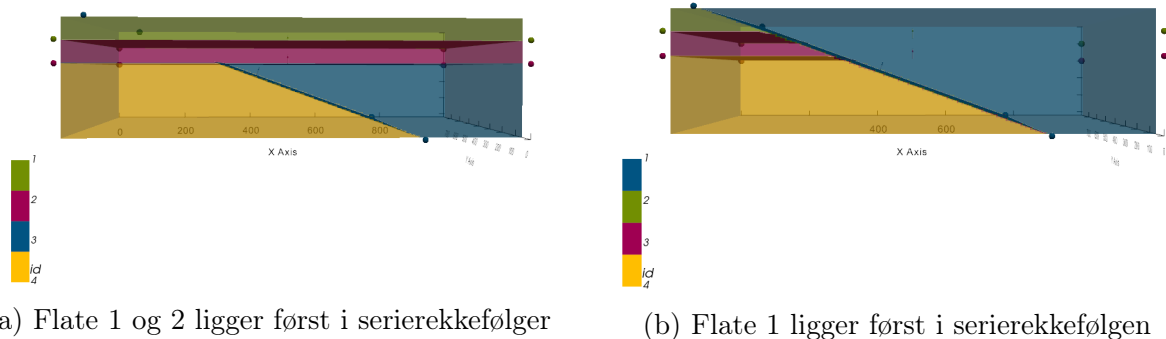 0 200 400 600 800
X Axis
1
2
3
id
4
400 600
X Axis
1
2
3
id
4
a) Flate 1 og 2 ligger først i serierekkefølger
(b) Flate 1 ligger først i serierekkefølgen